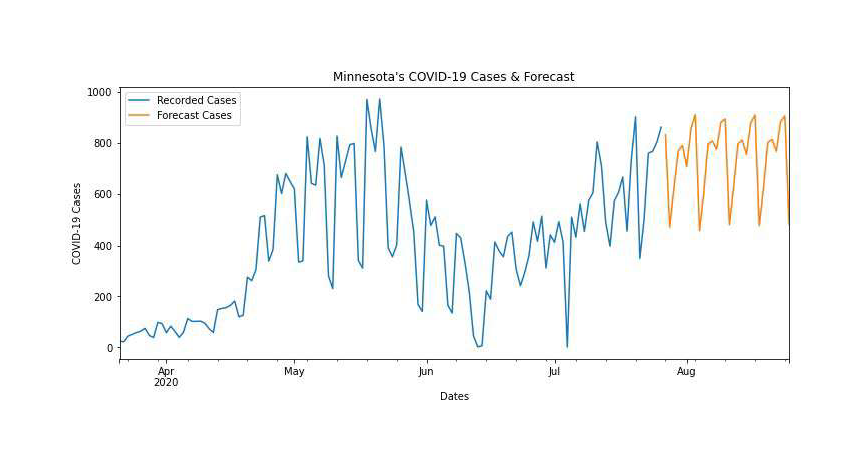 Minnesota's COVID-19 Cases & Forecast
1000
Recorded Cases
Forecast Cases
800
600
400
200
0
COVID-19 Cases
Apr
2020
May
Jun
Jul
Aug
Dates